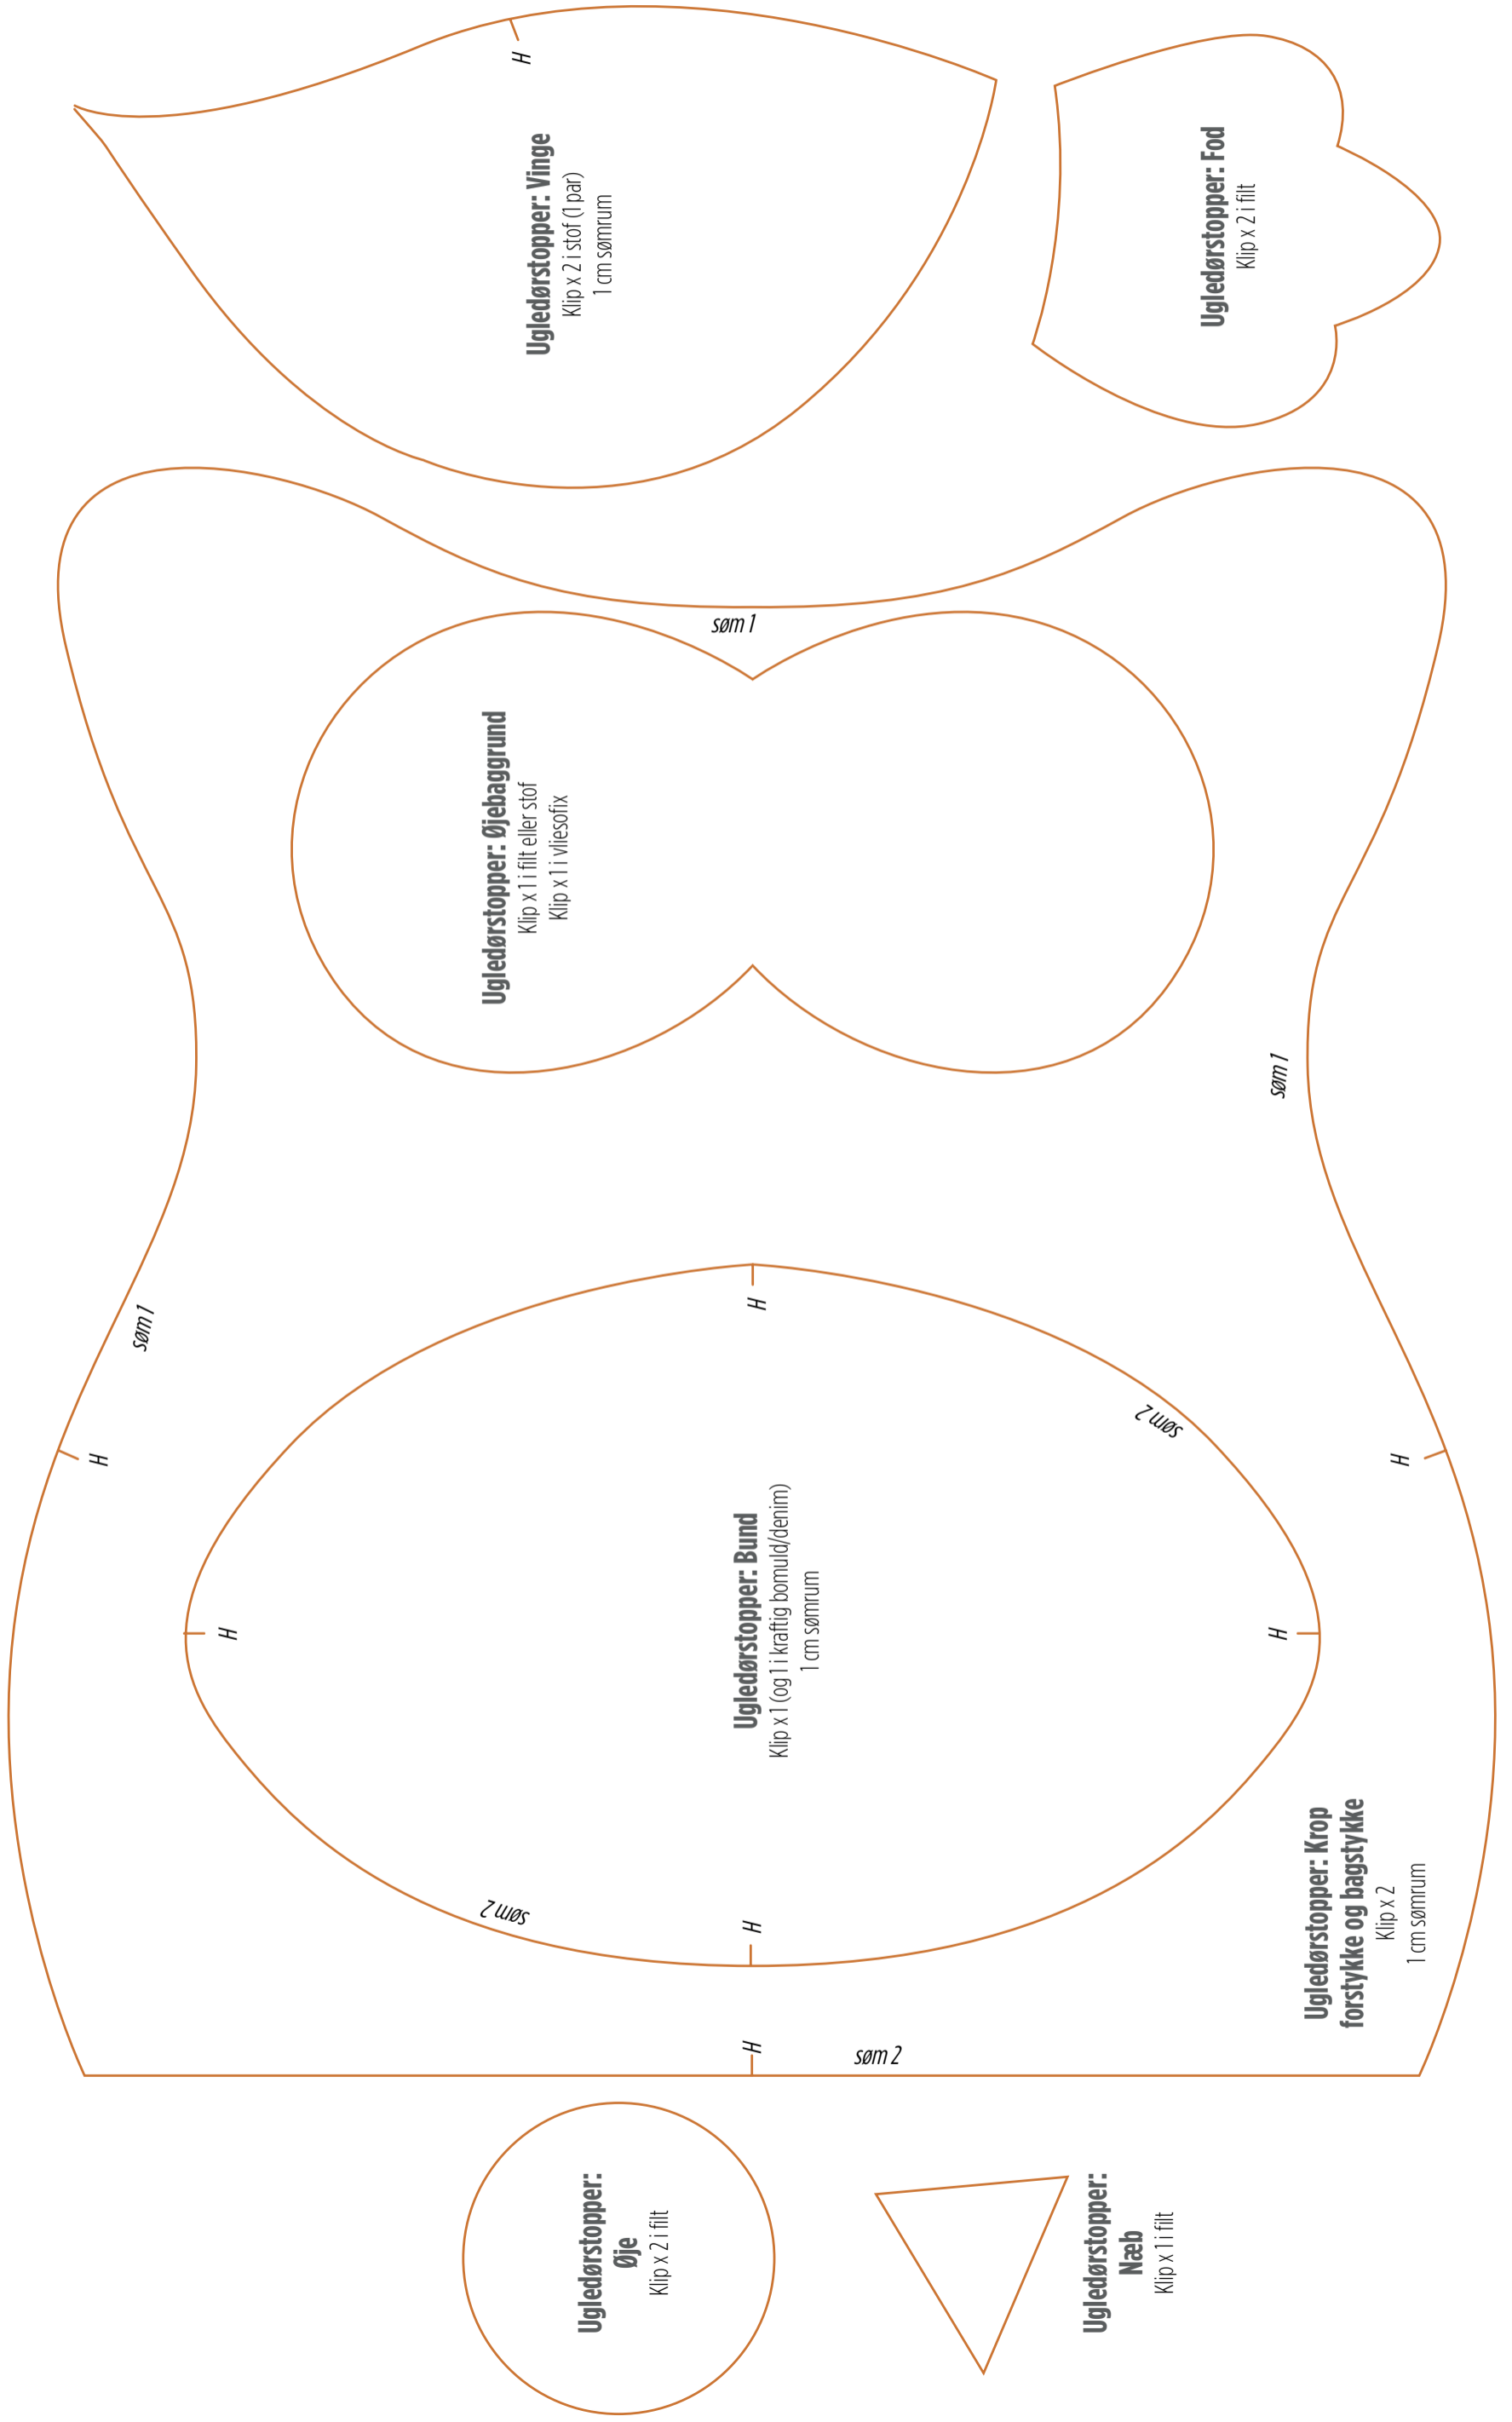 H
Ugledørstopper: Vinge
Klip x 2 i stof (1 par)
1 cm sømrum
Ugledørstopper: Fod
Klip x 2 i filt
søm 1
Ugledørstopper: Øjebaggrund
Klip x 1 i filt eller stof
Klip x 1 i vliesofix
søm 1
søm 1
H
H
H
søm 2
H
H
Ugledørstopper: Bund
Klip x 1 (og 1 i kraftig bomuld/denim)
1 cm sømrum
søm 2
H
Ugledørstopper: Krop
forstykke og bagstykke
Klip x 2
1 cm sømrum
H
søm 2
Ugledørstopper:
Øje
Klip x 2 i filt
Ugledørstopper:
Næb
Klip x 1 i filt